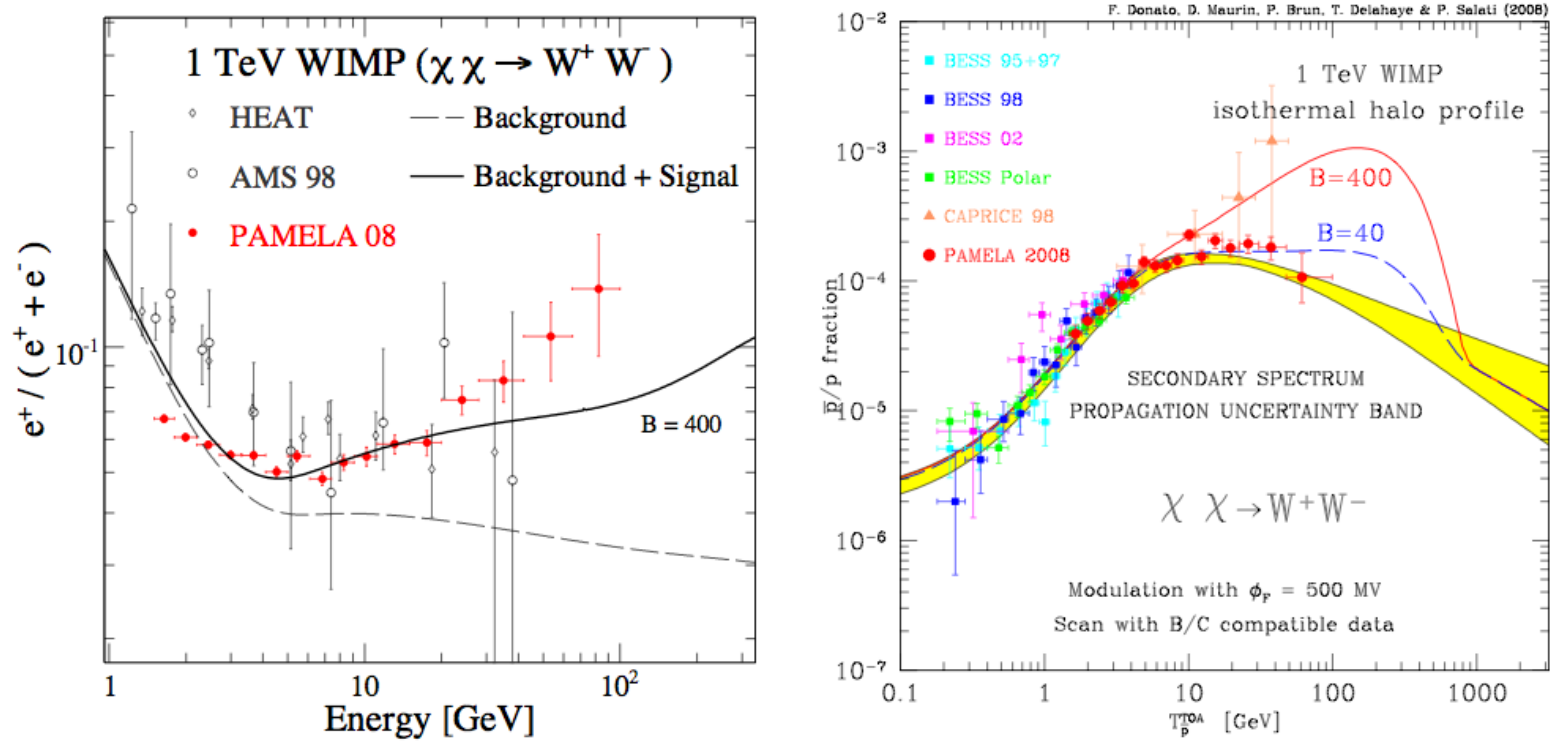 1 TeV WIMP (χ χ → W⁺ W⁻ )
HEAT
Background
AMS 98
Background + Signal
PAMELA 08
B = 400
e⁺ / ( e⁺ + e⁻ )
10⁻¹
1
10
10²
Energy [GeV]
F. Donato, D. Maurin, P. Brun, T. Delahaye & P. Salati (2008)
10⁻²
10⁻³
10⁻⁴
10⁻⁵
10⁻⁶
10⁻⁷
p̅/p fraction
BESS 95+97
BESS 98
BESS 02
BESS Polar
CAPRICE 98
PAMELA 2008
1 TeV WIMP
isothermal halo profile
B=400
B=40
SECONDARY SPECTRUM
PROPAGATION UNCERTAINTY BAND
χ χ→W⁺W⁻
Modulation with ϕ_F = 500 MV
Scan with B/C compatible data
0.1
1
10
100
1000
T_p̅^TOA [GeV]